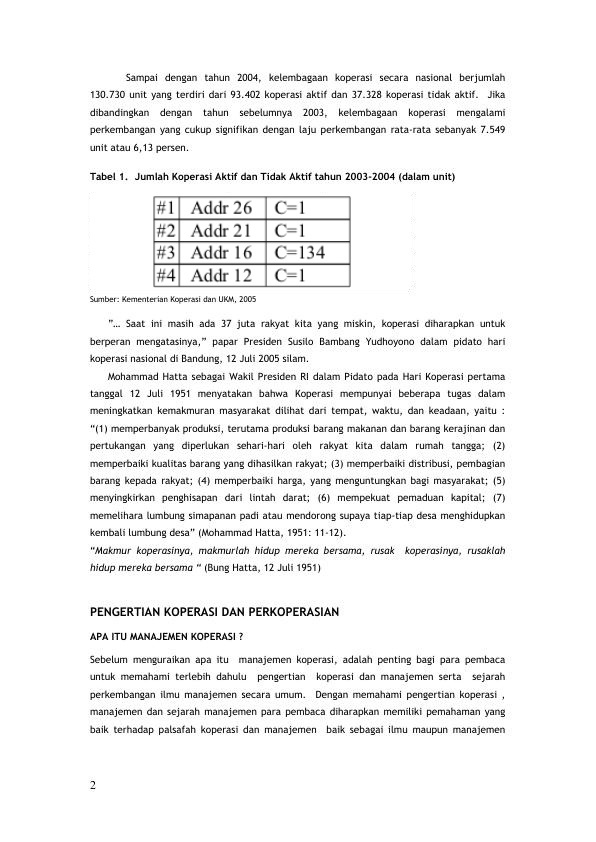 Sampai dengan tahun 2004, kelembagaan koperasi secara nasional berjumlah
130.730 unit yang terdiri dari 93.402 koperasi aktif dan 37.328 koperasi tidak aktif. Jika
dibandingkan dengan tahun sebelumnya 2003, kelembagaan koperasi mengalami
perkembangan yang cukup signifikan dengan laju perkembangan rata-rata sebanyak 7.549
unit atau 6,13 persen.
Tabel 1. Jumlah Koperasi Aktif dan Tidak Aktif tahun 2003-2004 (dalam unit)
#1 Addr 26 C=1
#2 Addr 21 C=1
#3 Addr 16 C=134
#4 Addr 12 C=1
Sumber: Kementerian Koperasi dan UKM, 2005
"… Saat ini masih ada 37 juta rakyat kita yang miskin, koperasi diharapkan untuk
berperan mengatasinya," papar Presiden Susilo Bambang Yudhoyono dalam pidato hari
koperasi nasional di Bandung, 12 Juli 2005 silam.
Mohammad Hatta sebagai Wakil Presiden RI dalam Pidato pada Hari Koperasi pertama
tanggal 12 Juli 1951 menyatakan bahwa Koperasi mempunyai beberapa tugas dalam
meningkatkan kemakmuran masyarakat dilihat dari tempat, waktu, dan keadaan, yaitu :
"(1) memperbanyak produksi, terutama produksi barang makanan dan barang kerajinan dan
pertukangan yang diperlukan sehari-hari oleh rakyat kita dalam rumah tangga; (2)
memperbaiki kualitas barang yang dihasilkan rakyat; (3) memperbaiki distribusi, pembagian
barang kepada rakyat; (4) memperbaiki harga, yang menguntungkan bagi masyarakat; (5)
menyingkirkan penghisapan dari lintah darat; (6) mempekuat pemaduan kapital; (7)
memelihara lumbung simapanan padi atau mendorong supaya tiap-tiap desa menghidupkan
kembali lumbung desa" (Mohammad Hatta, 1951: 11-12).
"Makmur koperasinya, makmurlah hidup mereka bersama, rusak koperasinya, rusaklah
hidup mereka bersama " (Bung Hatta, 12 Juli 1951)
PENGERTIAN KOPERASI DAN PERKOPERASIAN
APA ITU MANAJEMEN KOPERASI ?
Sebelum menguraikan apa itu manajemen koperasi, adalah penting bagi para pembaca
untuk memahami terlebih dahulu pengertian koperasi dan manajemen serta sejarah
perkembangan ilmu manajemen secara umum. Dengan memahami pengertian koperasi ,
manajemen dan sejarah manajemen para pembaca diharapkan memiliki pemahaman yang
baik terhadap palsafah koperasi dan manajemen baik sebagai ilmu maupun manajemen
2